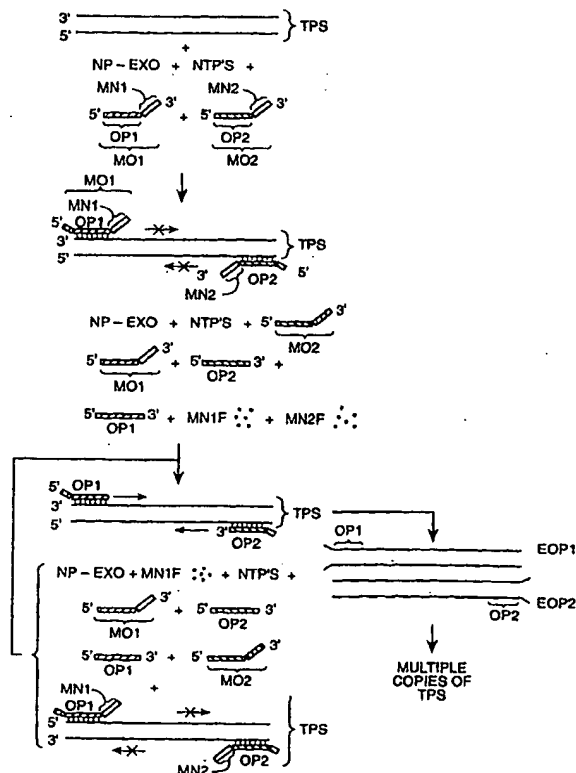 3'
TPS
5'
+
NP-EXO + NTP'S +
MN1 3' MN2 3'
5' + 5'
OP1 OP2
MO1 MO2
MO1
MN1
5' OP1
3' TPS
5'
3' OP2 5'
MN2
NP-EXO + NTP'S + 5' 3'
MO2
5' 3' + 5' 3' +
MO1 OP2
5' 3' + MN1F + MN2F
OP1
5' OP1
3' TPS
5' 3'
OP2
OP1
EOP1
EOP2
OP2
MULTIPLE
COPIES OF
TPS
NP-EXO + MN1F + NTP'S +
5' 3' + 5' 3'
MO1 OP2
5' 3' + 5' 3'
OP1 MO2
MN1 +
5' OP1
3' TPS
MN2 OP2